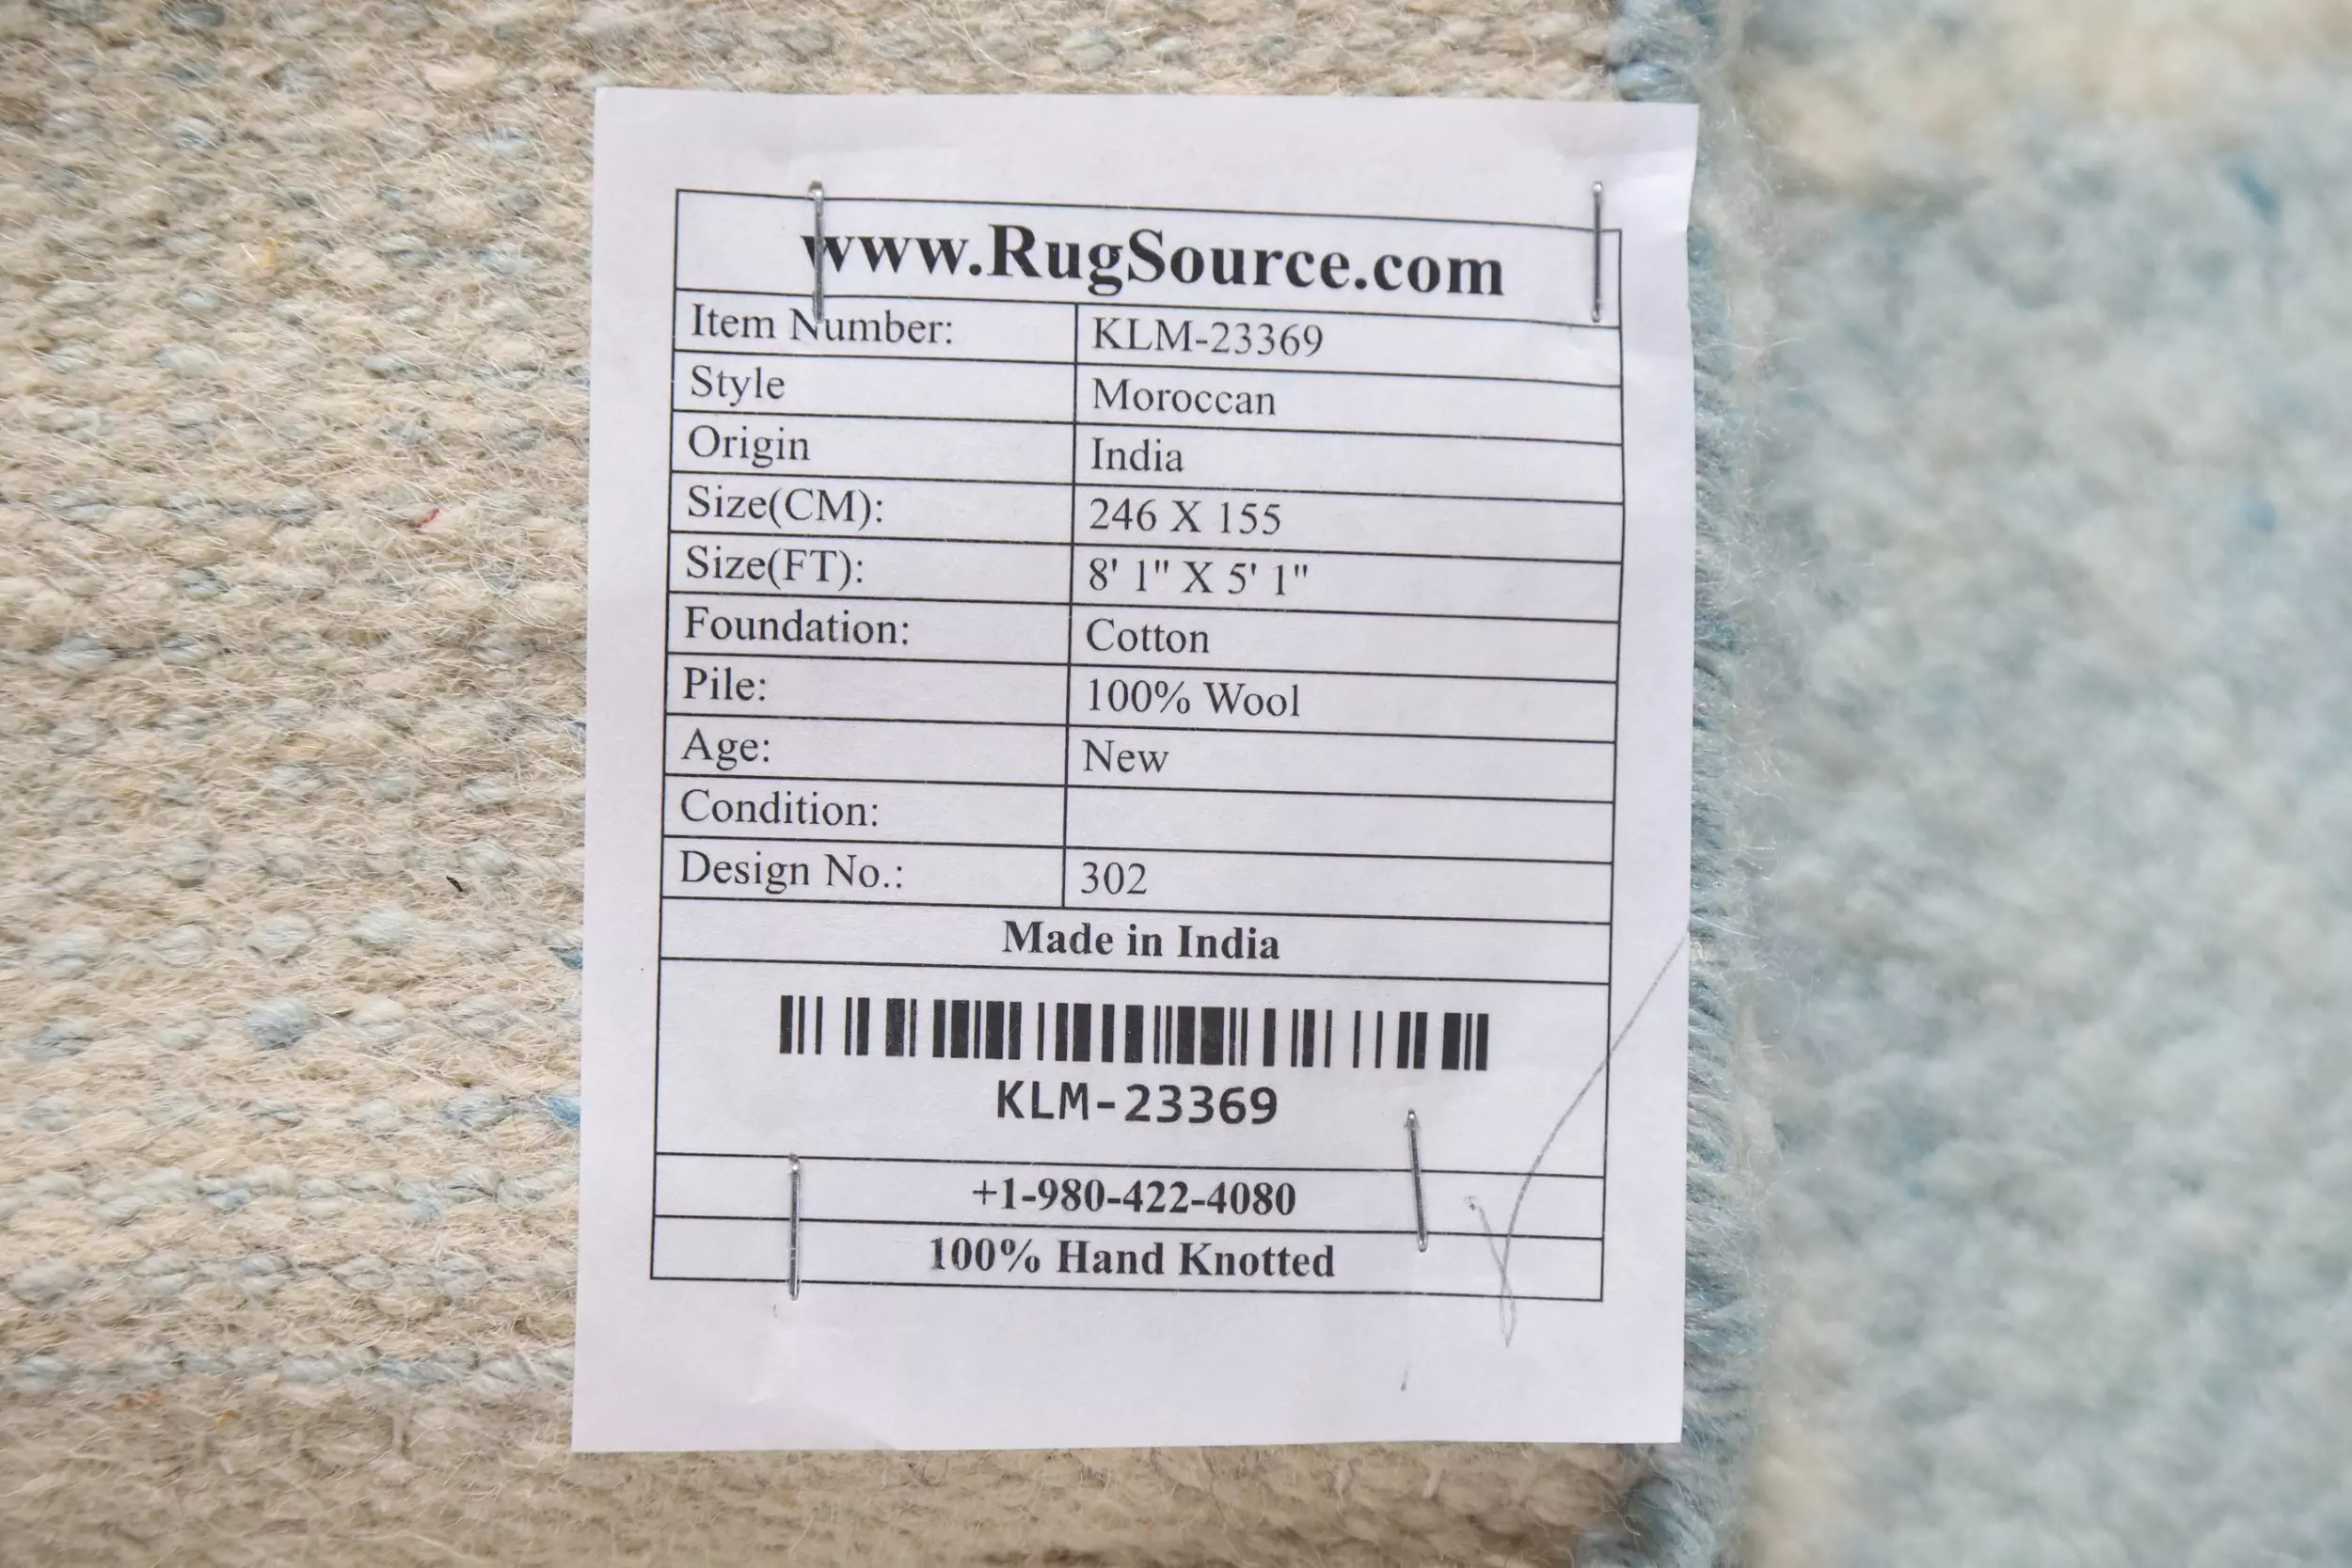 www.RugSource.com
Item Number: KLM-23369
Style Moroccan
Origin India
Size(CM): 246 X 155
Size(FT): 8' 1" X 5' 1"
Foundation: Cotton
Pile: 100% Wool
Age: New
Condition:
Design No.: 302
Made in India
KLM-23369
+1-980-422-4080
100% Hand Knotted